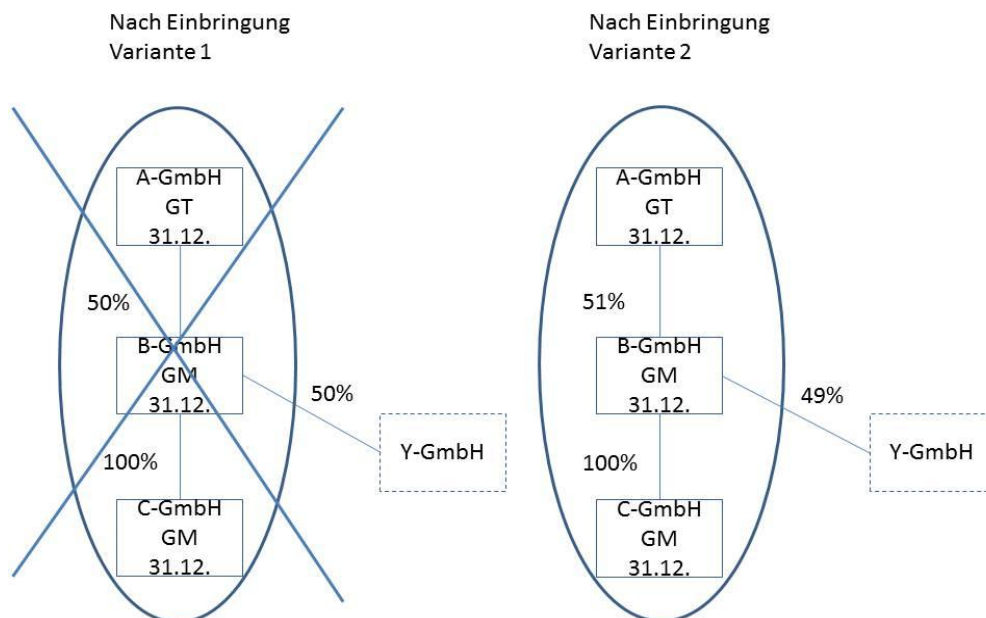 Nach Einbringung
Variante 1
A-GmbH
GT
31.12.
50%
B-GmbH
GM
31.12.
50%
Y-GmbH
100%
C-GmbH
GM
31.12.
Nach Einbringung
Variante 2
A-GmbH
GT
31.12.
51%
B-GmbH
GM
31.12.
49%
Y-GmbH
100%
C-GmbH
GM
31.12.